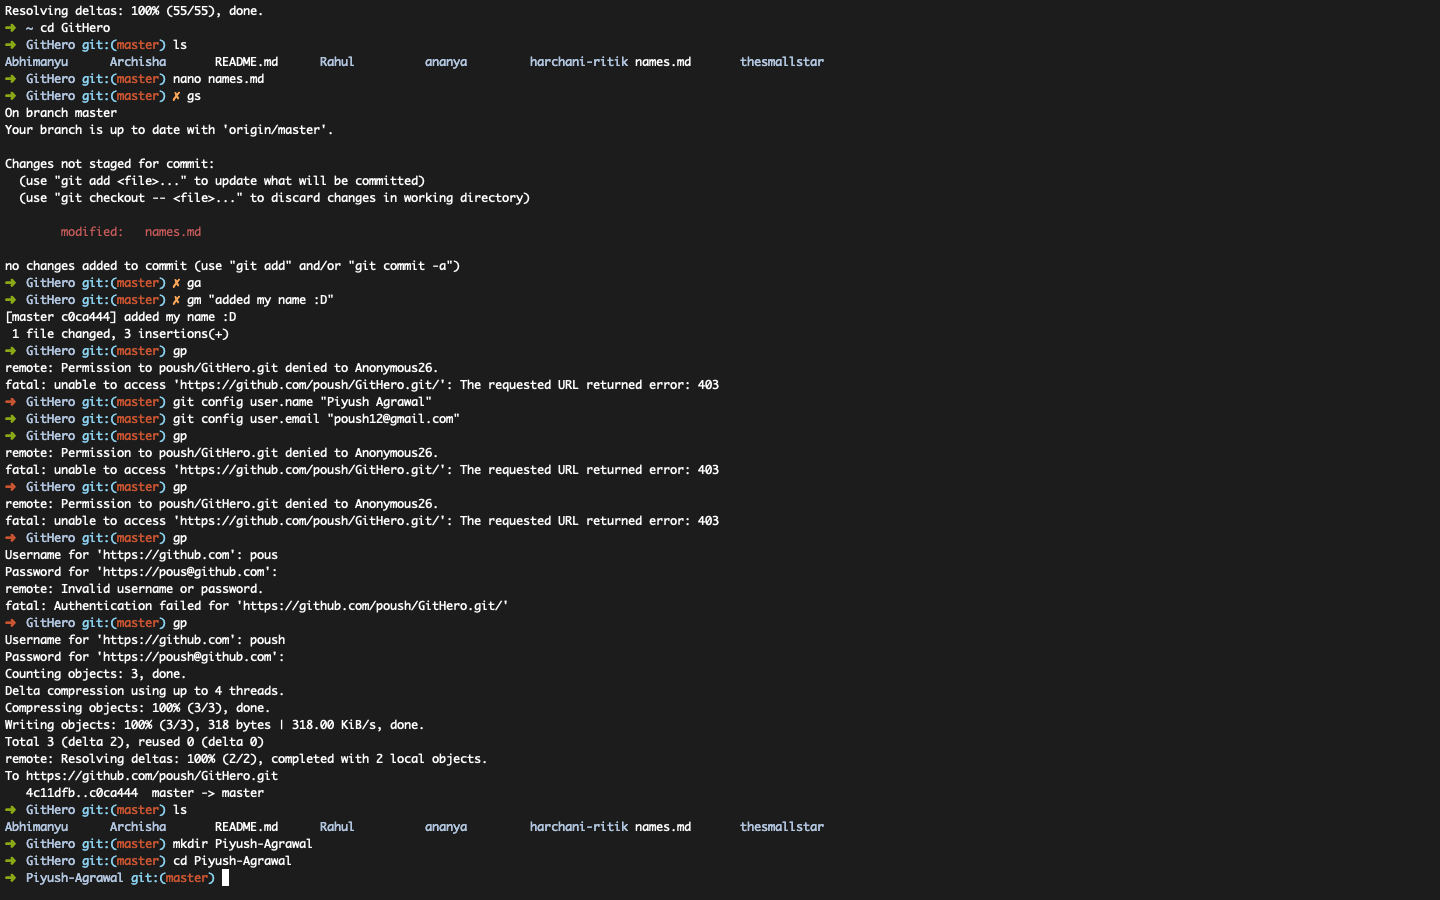 Resolving deltas: 100% (55/55), done.
➜ ~ cd GitHero
➜ GitHero git:(master) ls
Abhimanyu Archisha README.md Rahul ananya harchani-ritik names.md thesmallstar
➜ GitHero git:(master) nano names.md
➜ GitHero git:(master) ✗ gs
On branch master
Your branch is up to date with 'origin/master'.
Changes not staged for commit:
(use "git add <file>..." to update what will be committed)
(use "git checkout -- <file>..." to discard changes in working directory)
modified: names.md
no changes added to commit (use "git add" and/or "git commit -a")
➜ GitHero git:(master) ✗ ga
➜ GitHero git:(master) ✗ gm "added my name :D"
[master c0ca444] added my name :D
1 file changed, 3 insertions(+)
➜ GitHero git:(master) gp
remote: Permission to poush/GitHero.git denied to Anonymous26.
fatal: unable to access 'https://github.com/poush/GitHero.git/': The requested URL returned error: 403
➜ GitHero git:(master) git config user.name "Piyush Agrawal"
➜ GitHero git:(master) git config user.email "poush12@gmail.com"
➜ GitHero git:(master) gp
remote: Permission to poush/GitHero.git denied to Anonymous26.
fatal: unable to access 'https://github.com/poush/GitHero.git/': The requested URL returned error: 403
➜ GitHero git:(master) gp
remote: Permission to poush/GitHero.git denied to Anonymous26.
fatal: unable to access 'https://github.com/poush/GitHero.git/': The requested URL returned error: 403
➜ GitHero git:(master) gp
Username for 'https://github.com': pous
Password for 'https://pous@github.com':
remote: Invalid username or password.
fatal: Authentication failed for 'https://github.com/poush/GitHero.git/'
➜ GitHero git:(master) gp
Username for 'https://github.com': poush
Password for 'https://poush@github.com':
Counting objects: 3, done.
Delta compression using up to 4 threads.
Compressing objects: 100% (3/3), done.
Writing objects: 100% (3/3), 318 bytes | 318.00 KiB/s, done.
Total 3 (delta 2), reused 0 (delta 0)
remote: Resolving deltas: 100% (2/2), completed with 2 local objects.
To https://github.com/poush/GitHero.git
4c11dfb..c0ca444 master -> master
➜ GitHero git:(master) ls
Abhimanyu Archisha README.md Rahul ananya harchani-ritik names.md thesmallstar
➜ GitHero git:(master) mkdir Piyush-Agrawal
➜ GitHero git:(master) cd Piyush-Agrawal
➜ Piyush-Agrawal git:(master)